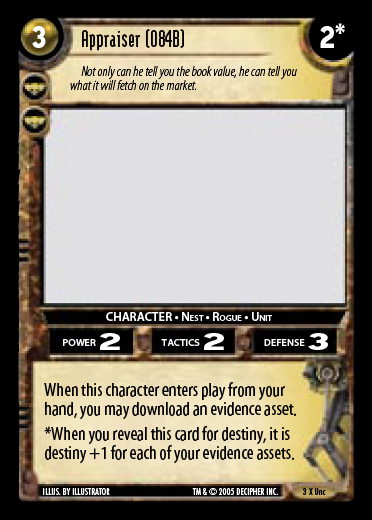 3 Appraiser (084B) 2*
Not only can he tell you the book value, he can tell you
what it will fetch on the market.
CHARACTER • NEST • ROGUE • UNIT
POWER 2 TACTICS 2 DEFENSE 3
When this character enters play from your
hand, you may download an evidence asset.
*When you reveal this card for destiny, it is
destiny +1 for each of your evidence assets.
ILLUS. BY ILLUSTRATOR TM & © 2005 DECIPHER INC. 3 X Unc